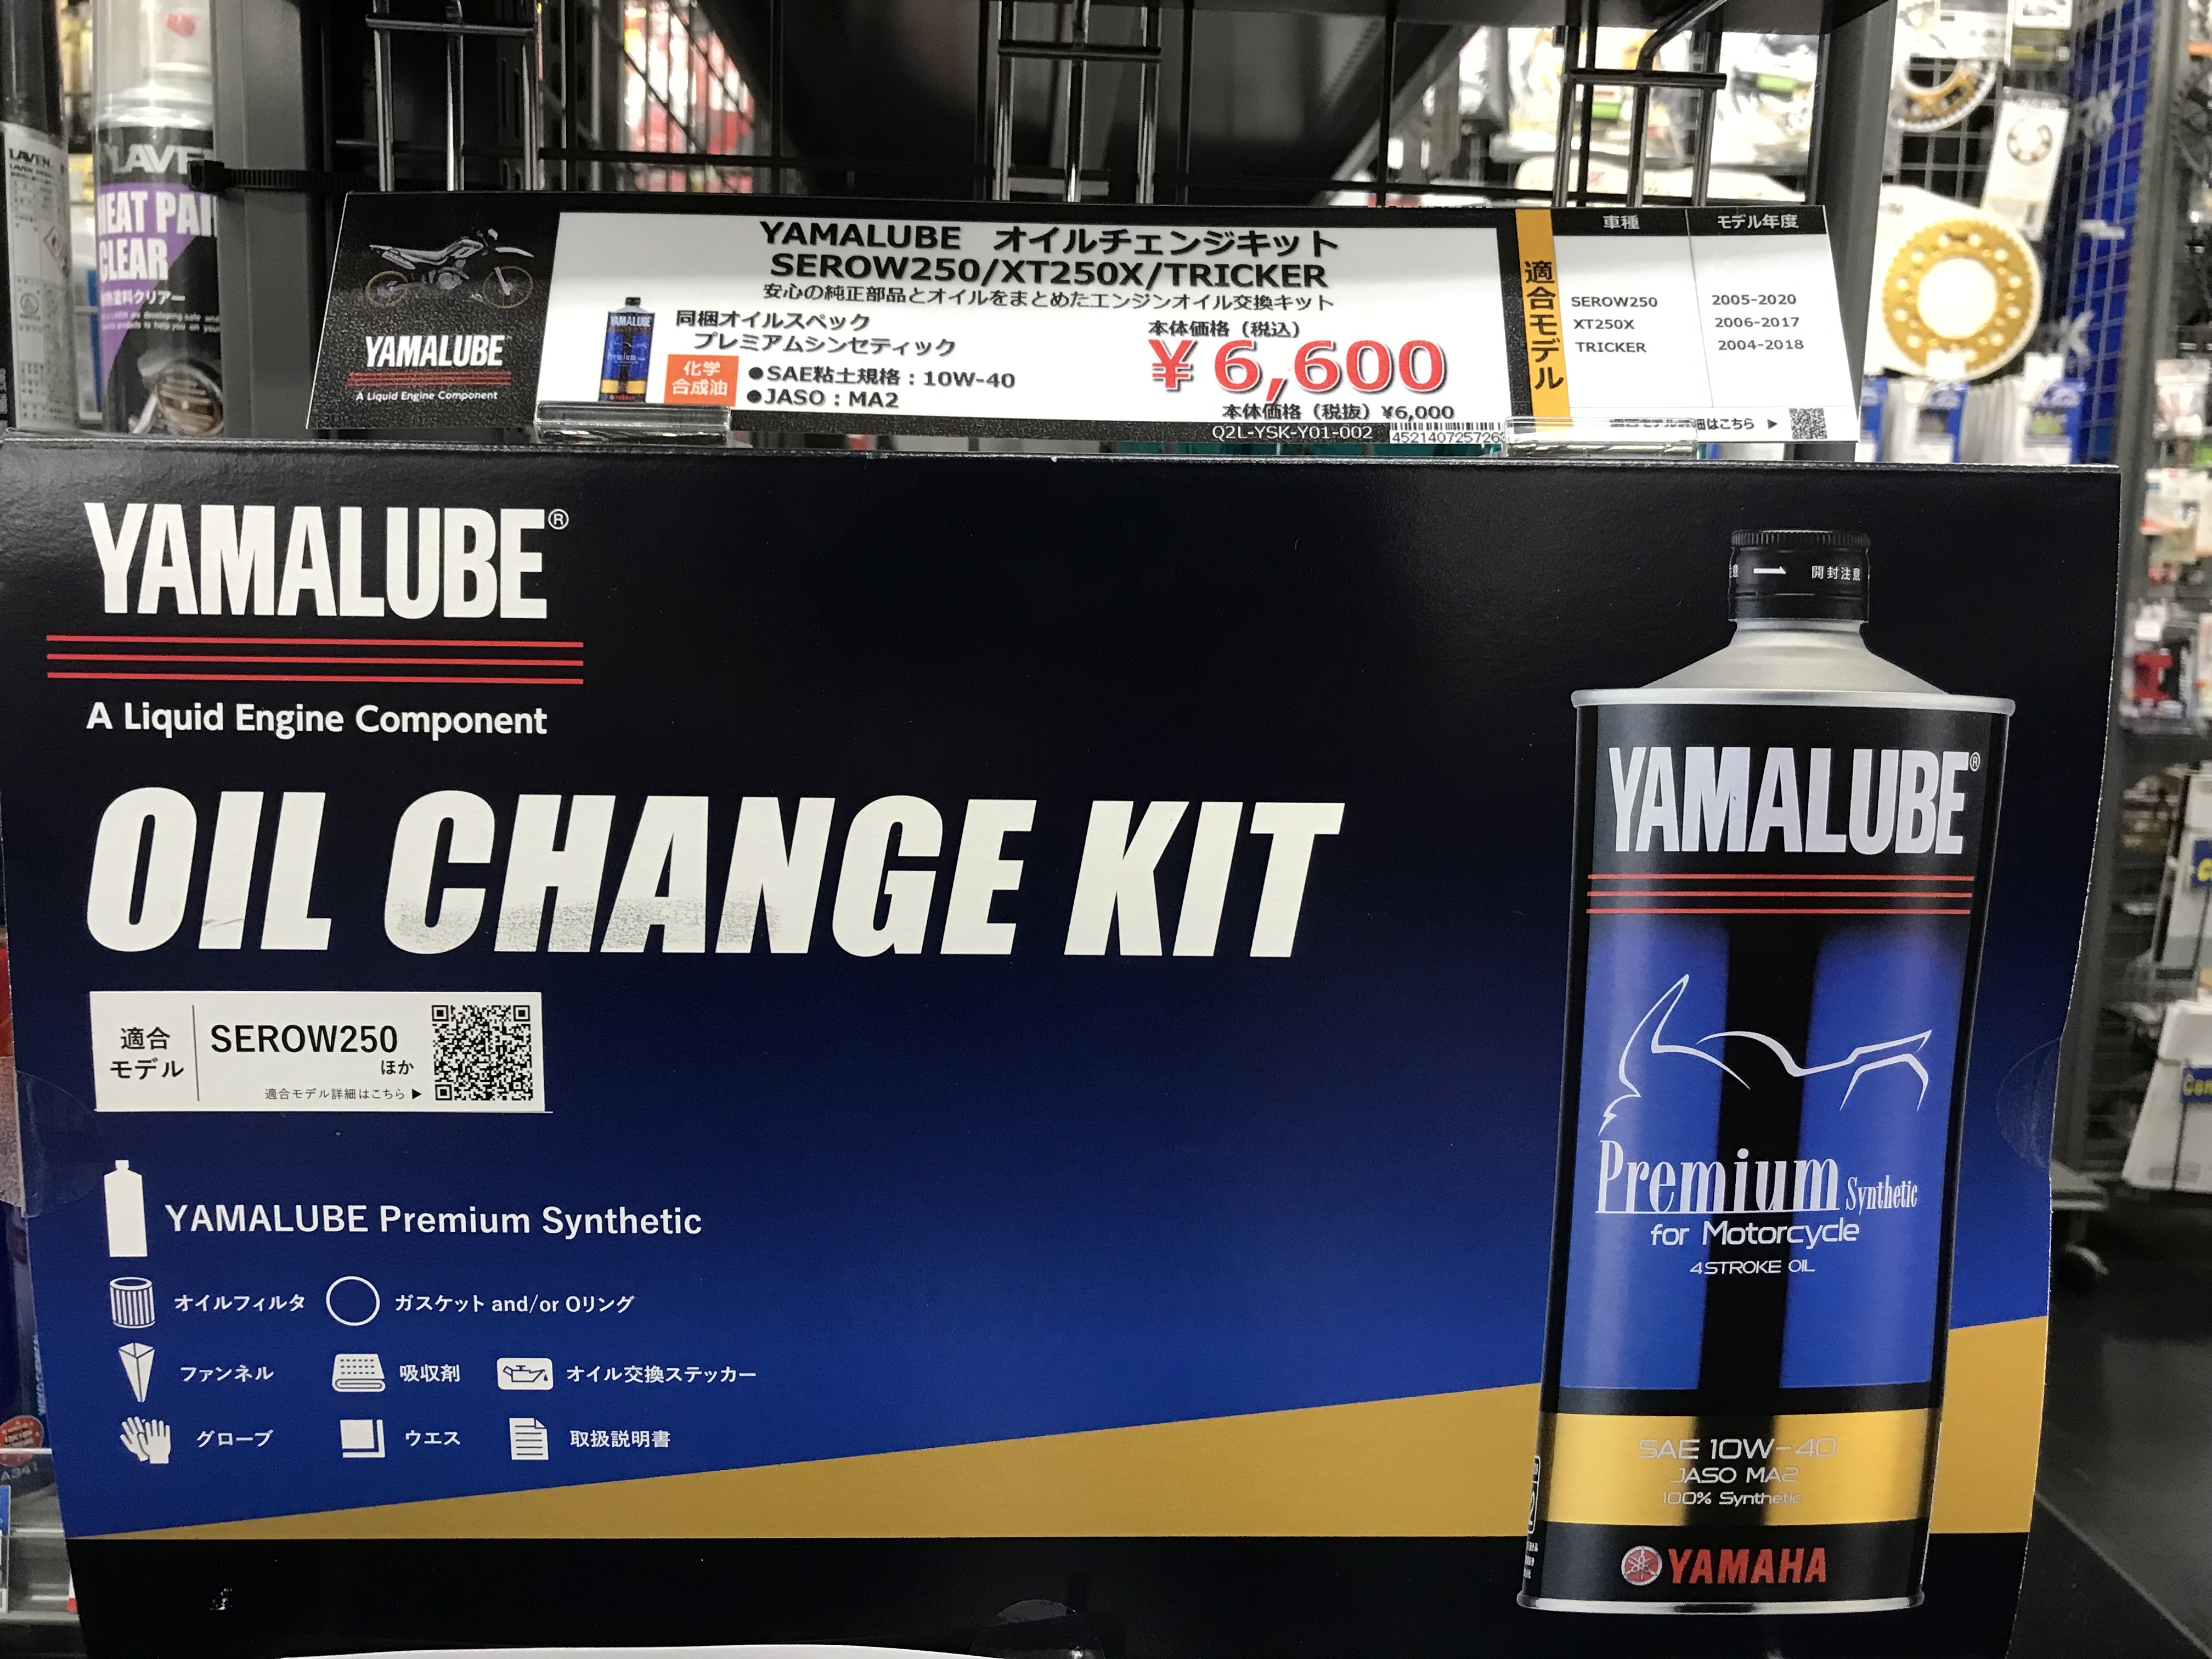 LAVEN
LAVE
HEAT PAI
CLEAR
YAMALUBE
A Liquid Engine Component
YAMALUBE オイルチェンジキット
SEROW250/XT250X/TRICKER
安心の純正部品とオイルをまとめたエンジンオイル交換キット
同梱オイルスペック
プレミアムシンセティック
化学
合成油
●SAE粘土規格：10W-40
●JASO：MA2
本体価格（税込）
¥6,600
本体価格（税抜）¥6,000
Q2L-YSK-Y01-002
適合モデル
車種 モデル年度
SEROW250 2005-2020
XT250X 2006-2017
TRICKER 2004-2018
はこちら ▶
YAMALUBE®
A Liquid Engine Component
OIL CHANGE KIT
適合
モデル
SEROW250
ほか
適合モデル詳細はこちら ▶
YAMALUBE Premium Synthetic
オイルフィルタ
ガスケット and/or Oリング
ファンネル
吸収剤
オイル交換ステッカー
グローブ
ウエス
取扱説明書
開封注意
YAMALUBE®
Premium Synthetic
for Motorcycle
4STROKE OIL
SAE 10W-40
JASO MA2
100% Synthetic
YAMAHA